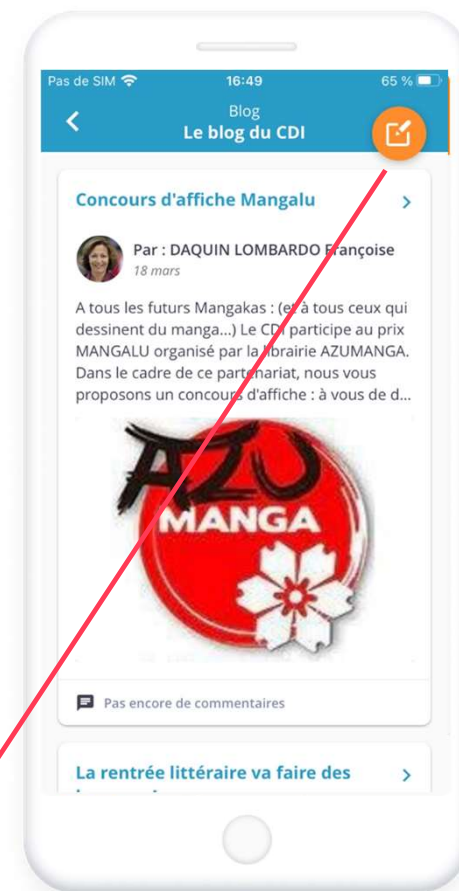 Pas de SIM 16:49 65 %
Blog
Le blog du CDI
Concours d'affiche Mangalu
Par : DAQUIN LOMBARDO Françoise
18 mars
A tous les futurs Mangakas : (et à tous ceux qui
dessinent du manga...) Le CDI participe au prix
MANGALU organisé par la librairie AZUMANGA.
Dans le cadre de ce partenariat, nous vous
proposons un concours d'affiche : à vous de d...
AZU
MANGA
Pas encore de commentaires
La rentrée littéraire va faire des